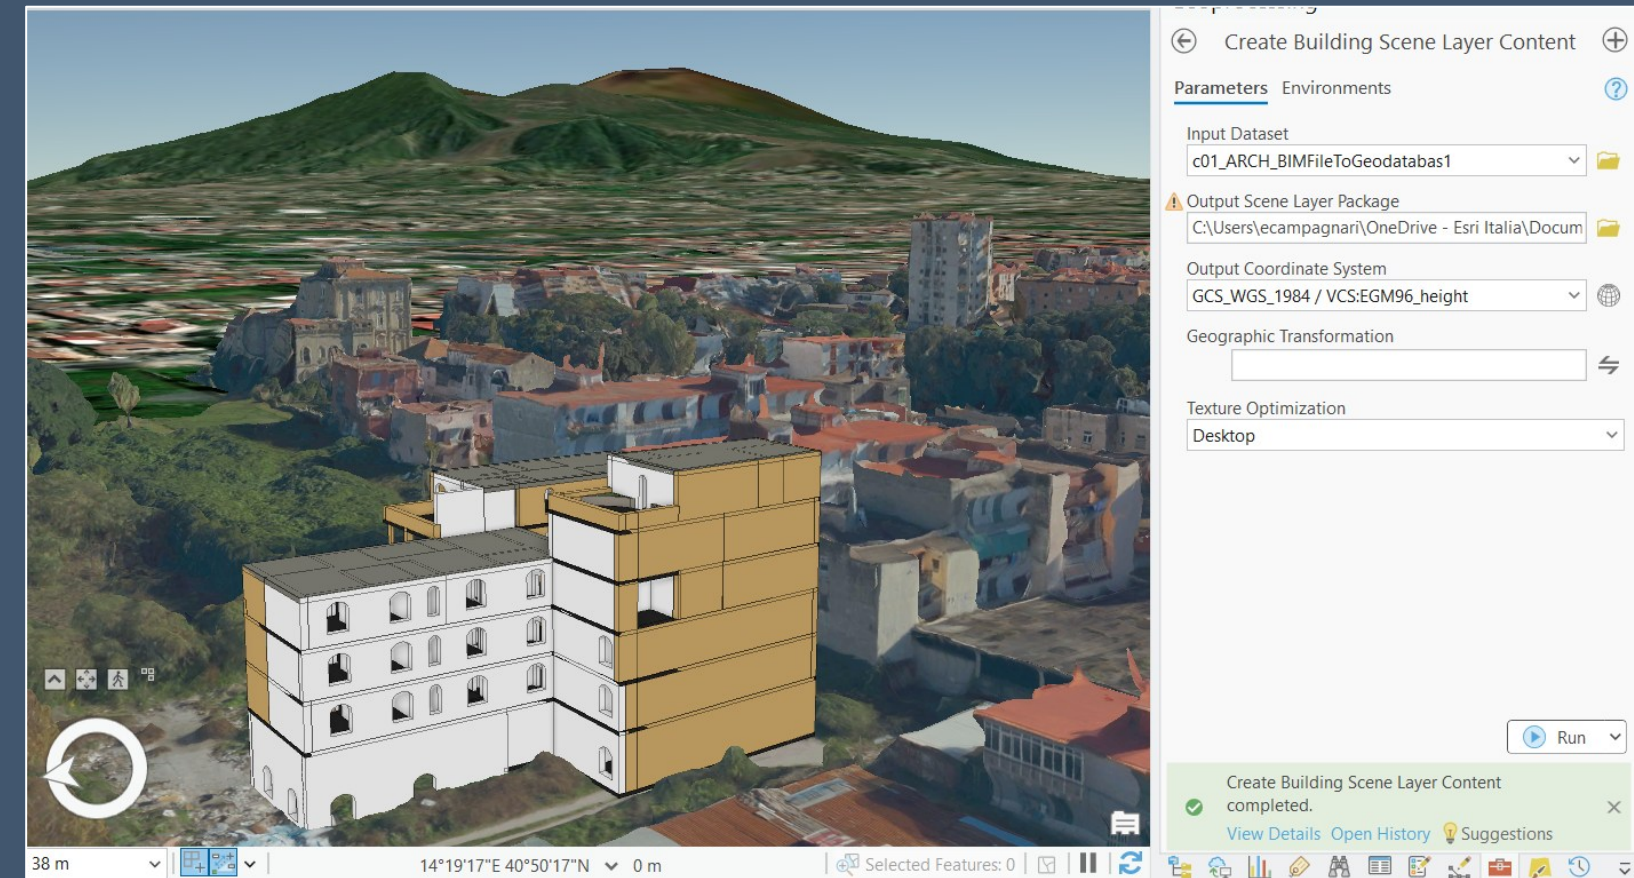 Geoprocessing
Create Building Scene Layer Content
Parameters Environments
Input Dataset
c01_ARCH_BIMFileToGeodatabas1
Output Scene Layer Package
C:\Users\ecampagnari\OneDrive - Esri Italia\Docum
Output Coordinate System
GCS_WGS_1984 / VCS:EGM96_height
Geographic Transformation
Texture Optimization
Desktop
Run
Create Building Scene Layer Content
completed.
View Details Open History Suggestions
38 m
14°19'17"E 40°50'17"N 0 m
Selected Features: 0